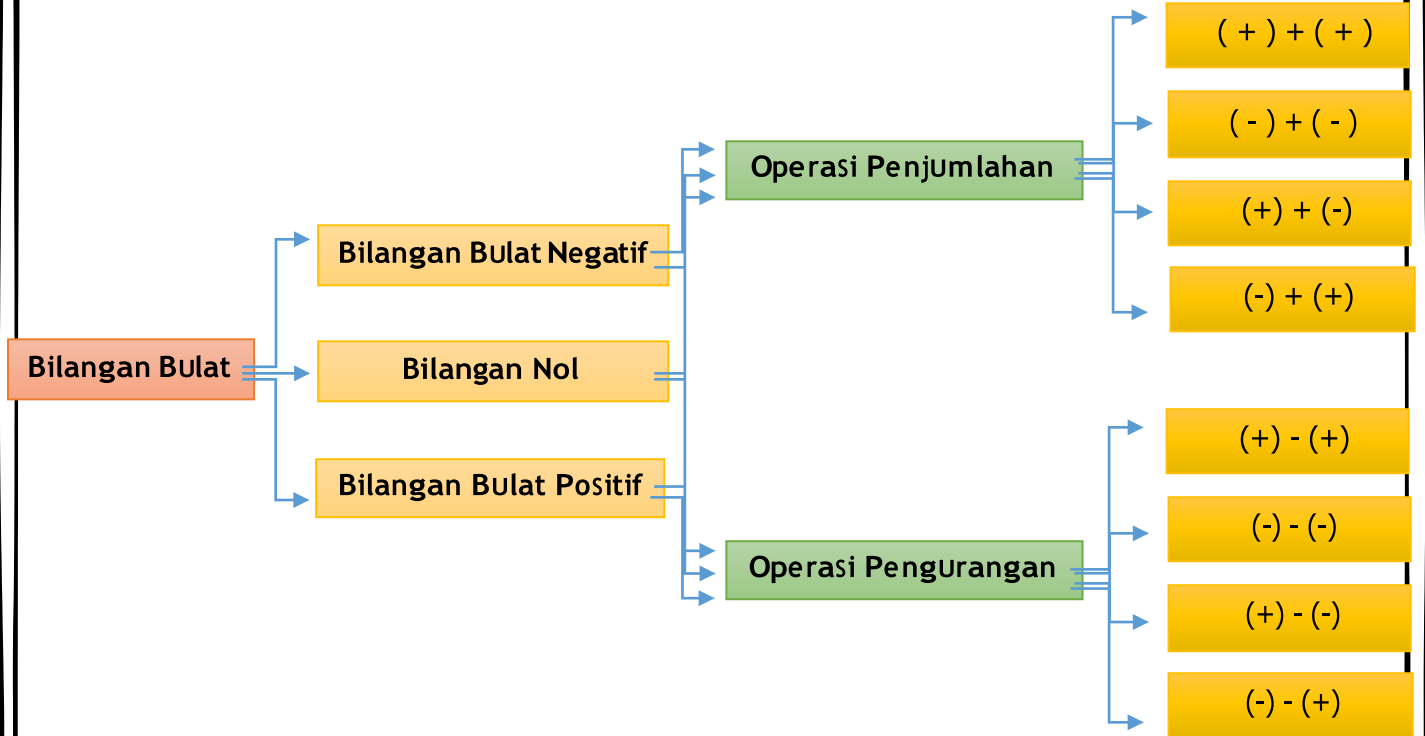 Bilangan Bulat
Bilangan Bulat Negatif
Bilangan Nol
Bilangan Bulat Positif
Operasi Penjumlahan
Operasi Pengurangan
( + ) + ( + )
( - ) + ( - )
(+) + (-)
(-) + (+)
(+) - (+)
(-) - (-)
(+) - (-)
(-) - (+)